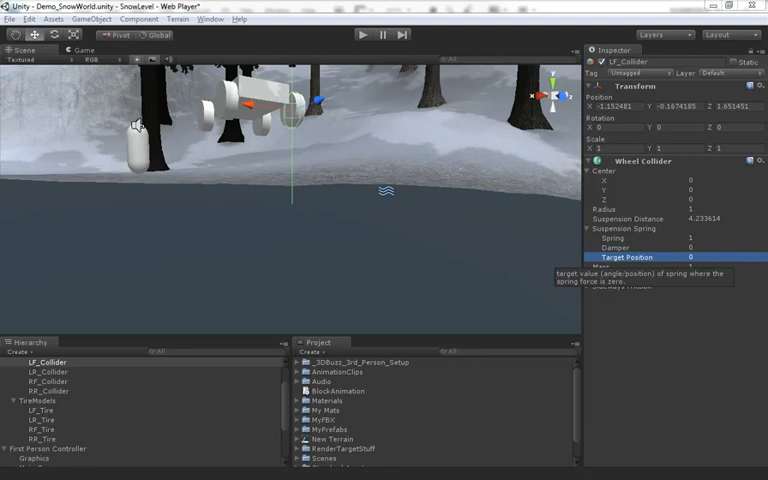 Unity - Demo_SnowWorld.unity - SnowLevel - Web Player*
File Edit Assets GameObject Component Terrain Window Help
Pivot Global Layers Layout
Scene Game
Textured RGB All
Inspector
LF_Collider Static
Tag Untagged Layer Default
Transform
Position
X -1.152481 Y -0.1674185 Z 1.651451
Rotation
X 0 Y 0 Z 0
Scale
X 1 Y 1 Z 1
Wheel Collider
Center
X 0
Y 0
Z 0
Radius 1
Suspension Distance 4.233614
Suspension Spring
Spring 1
Damper 0
Target Position 0
target value (angle/position) of spring where the
spring force is zero.
Hierarchy
Create All
LF_Collider
LR_Collider
RF_Collider
RR_Collider
TireModels
LF_Tire
LR_Tire
RF_Tire
RR_Tire
First Person Controller
Graphics
Project
Create All
_3DBuzz_3rd_Person_Setup
AnimationClips
Audio
BlockAnimation
Materials
My Mats
MyFBX
MyPrefabs
New Terrain
RenderTargetStuff
Scenes